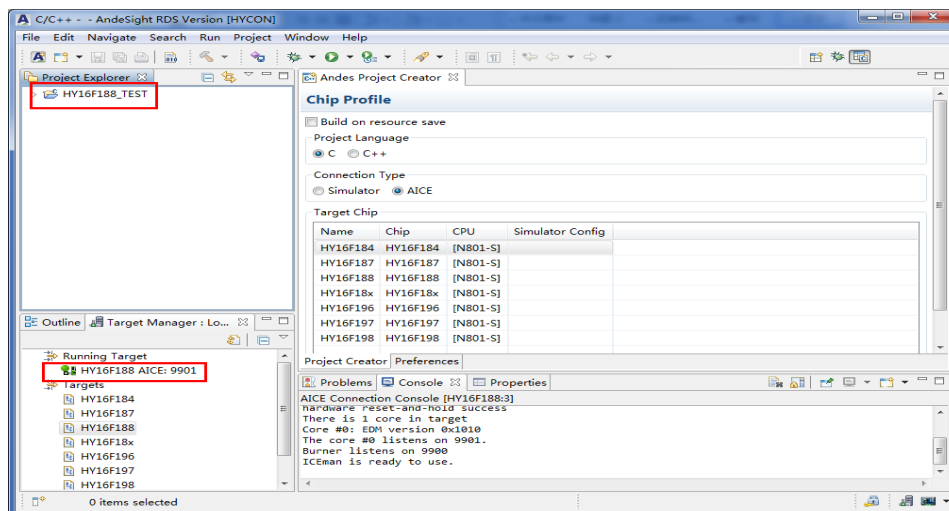 C/C++ - - AndeSight RDS Version [HYCON]
File Edit Navigate Search Run Project Window Help
Project Explorer
HY16F188_TEST
Andes Project Creator
Chip Profile
Build on resource save
Project Language
C C++
Connection Type
Simulator AICE
Target Chip
Name Chip CPU Simulator Config
HY16F184 HY16F184 [N801-S]
HY16F187 HY16F187 [N801-S]
HY16F188 HY16F188 [N801-S]
HY16F18x HY16F18x [N801-S]
HY16F196 HY16F196 [N801-S]
HY16F197 HY16F197 [N801-S]
HY16F198 HY16F198 [N801-S]
Project Creator Preferences
Outline Target Manager : Lo...
Running Target
HY16F188 AICE: 9901
Targets
HY16F184
HY16F187
HY16F188
HY16F18x
HY16F196
HY16F197
HY16F198
Problems Console Properties
AICE Connection Console [HY16F188:3]
hardware reset-and-hold success
There is 1 core in target
Core #0: EDM version 0x1010
The core #0 listens on 9901.
Burner listens on 9900
ICEman is ready to use.
0 items selected